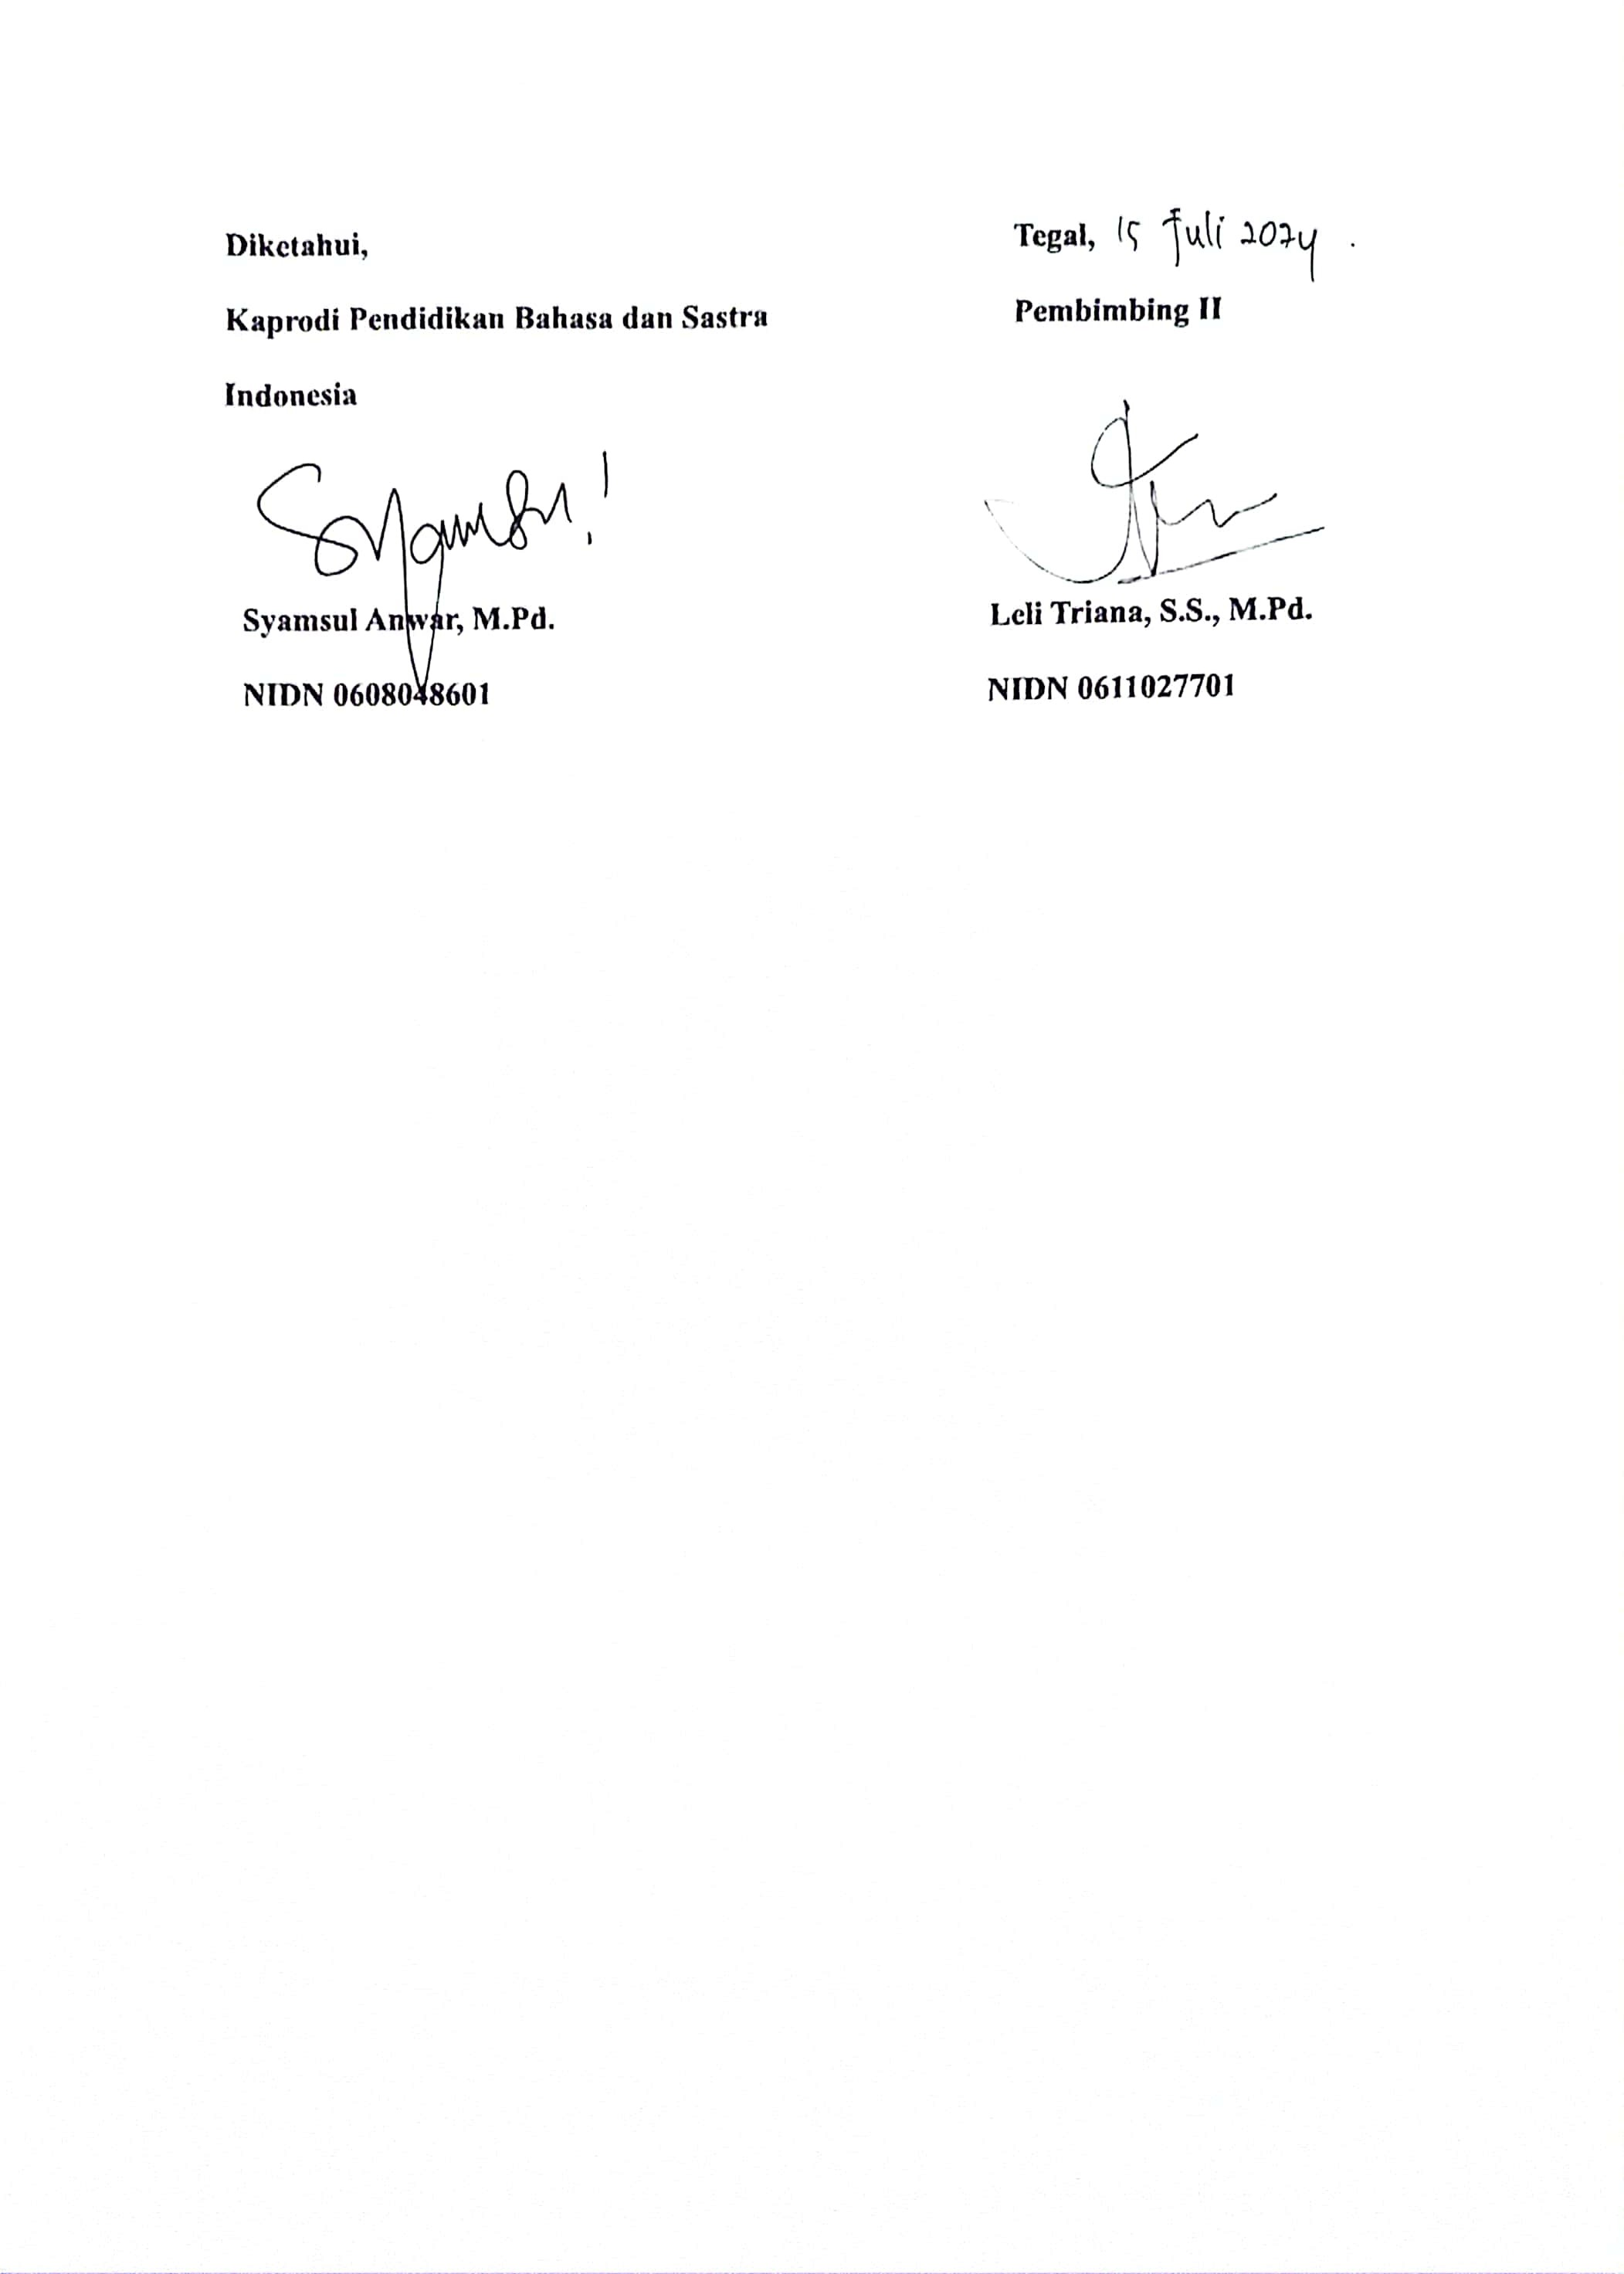 Diketahui,
Kaprodi Pendidikan Bahasa dan Sastra
Indonesia
Syamsul Anwar, M.Pd.
NIDN 0608048601
Tegal, 15 Juli 2024.
Pembimbing II
Leli Triana, S.S., M.Pd.
NIDN 0611027701